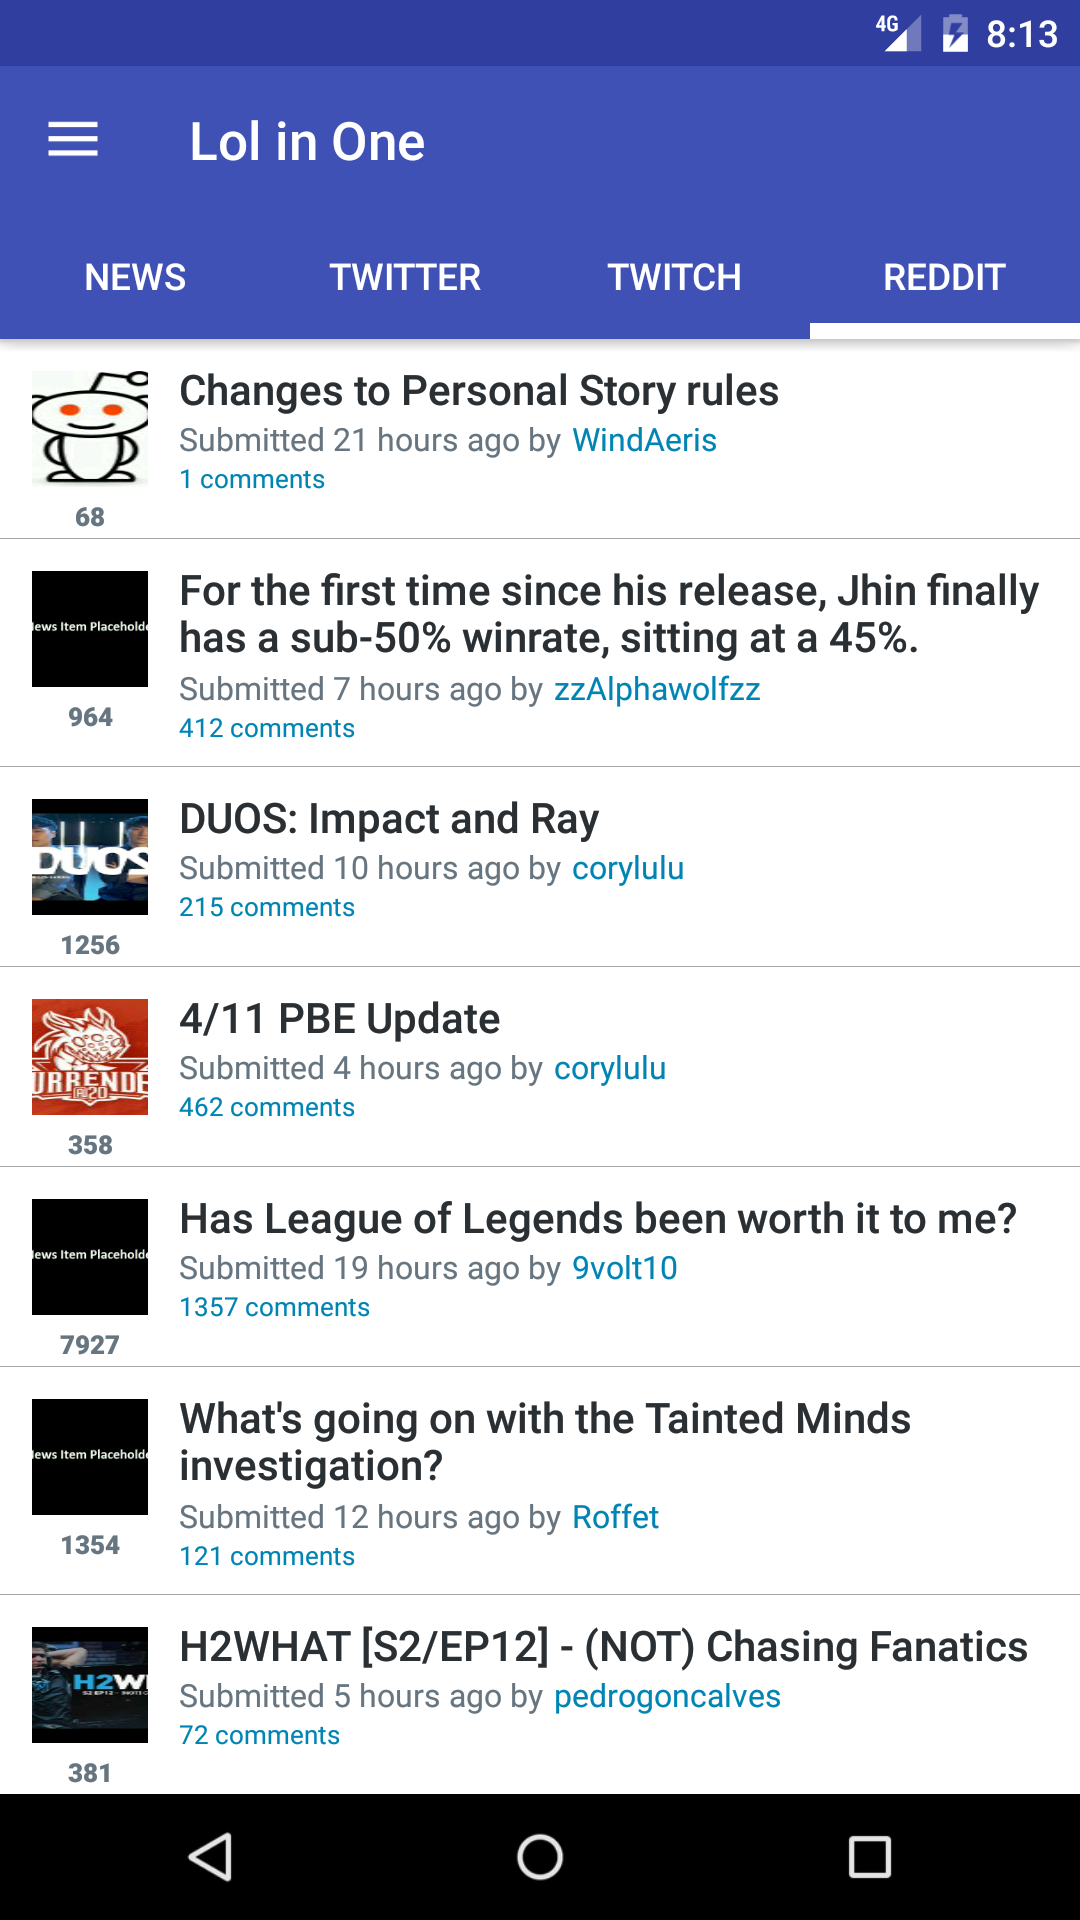 4G 8:13
Lol in One
NEWS TWITTER TWITCH REDDIT
Changes to Personal Story rules
Submitted 21 hours ago by WindAeris
1 comments
68
For the first time since his release, Jhin finally
has a sub-50% winrate, sitting at a 45%.
News Item Placeholde
Submitted 7 hours ago by zzAlphawolfzz
964
412 comments
DUOS: Impact and Ray
DUOS
Submitted 10 hours ago by corylulu
215 comments
1256
4/11 PBE Update
Submitted 4 hours ago by corylulu
URRENDE
@20
462 comments
358
Has League of Legends been worth it to me?
News Item Placeholde
Submitted 19 hours ago by 9volt10
1357 comments
7927
What's going on with the Tainted Minds
investigation?
News Item Placeholde
Submitted 12 hours ago by Roffet
1354
121 comments
H2WHAT [S2/EP12] - (NOT) Chasing Fanatics
H2W
Submitted 5 hours ago by pedrogoncalves
72 comments
381